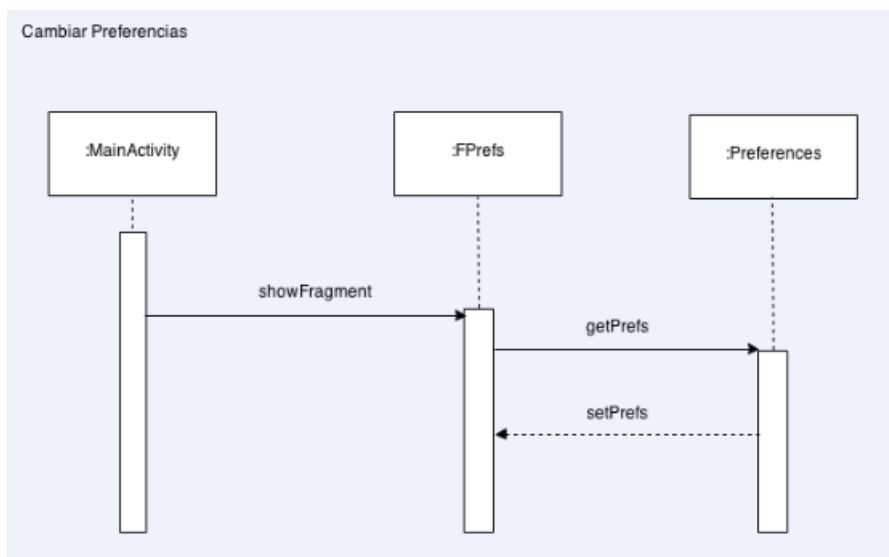 Cambiar Preferencias
:MainActivity
:FPrefs
:Preferences
showFragment
getPrefs
setPrefs